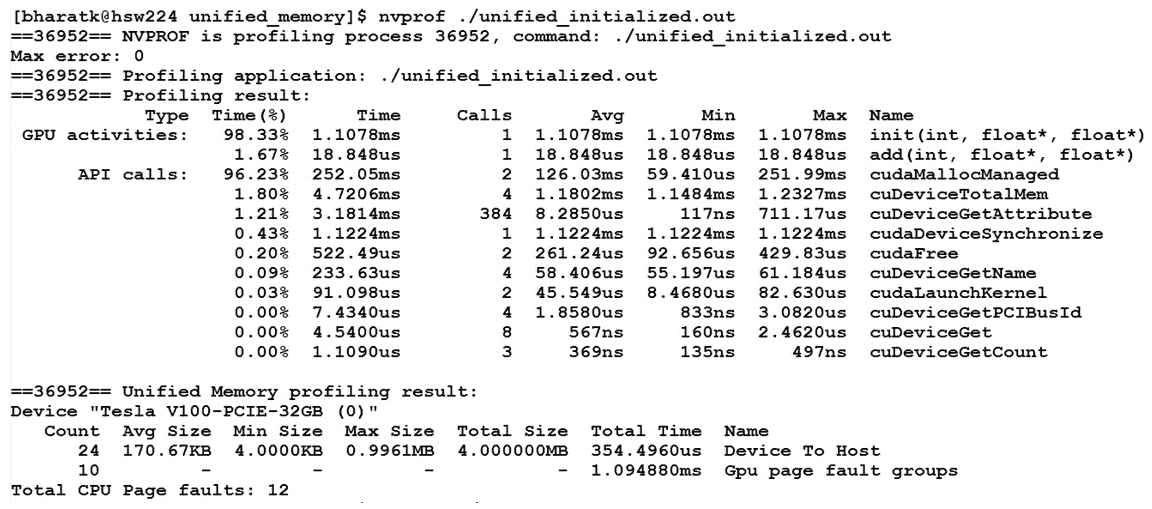 [bharatk@hsw224 unified_memory]$ nvprof ./unified_initialized.out
==36952== NVPROF is profiling process 36952, command: ./unified_initialized.out
Max error: 0
==36952== Profiling application: ./unified_initialized.out
==36952== Profiling result:
Type Time(%) Time Calls Avg Min Max Name
GPU activities: 98.33% 1.1078ms 1 1.1078ms 1.1078ms 1.1078ms init(int, float*, float*)
1.67% 18.848us 1 18.848us 18.848us 18.848us add(int, float*, float*)
API calls: 96.23% 252.05ms 2 126.03ms 59.410us 251.99ms cudaMallocManaged
1.80% 4.7206ms 4 1.1802ms 1.1484ms 1.2327ms cuDeviceTotalMem
1.21% 3.1814ms 384 8.2850us 117ns 711.17us cuDeviceGetAttribute
0.43% 1.1224ms 1 1.1224ms 1.1224ms 1.1224ms cudaDeviceSynchronize
0.20% 522.49us 2 261.24us 92.656us 429.83us cudaFree
0.09% 233.63us 4 58.406us 55.197us 61.184us cuDeviceGetName
0.03% 91.098us 2 45.549us 8.4680us 82.630us cudaLaunchKernel
0.00% 7.4340us 4 1.8580us 833ns 3.0820us cuDeviceGetPCIBusId
0.00% 4.5400us 8 567ns 160ns 2.4620us cuDeviceGet
0.00% 1.1090us 3 369ns 135ns 497ns cuDeviceGetCount
==36952== Unified Memory profiling result:
Device "Tesla V100-PCIE-32GB (0)"
Count Avg Size Min Size Max Size Total Size Total Time Name
24 170.67KB 4.0000KB 0.9961MB 4.000000MB 354.4960us Device To Host
10 - - - - 1.094880ms Gpu page fault groups
Total CPU Page faults: 12